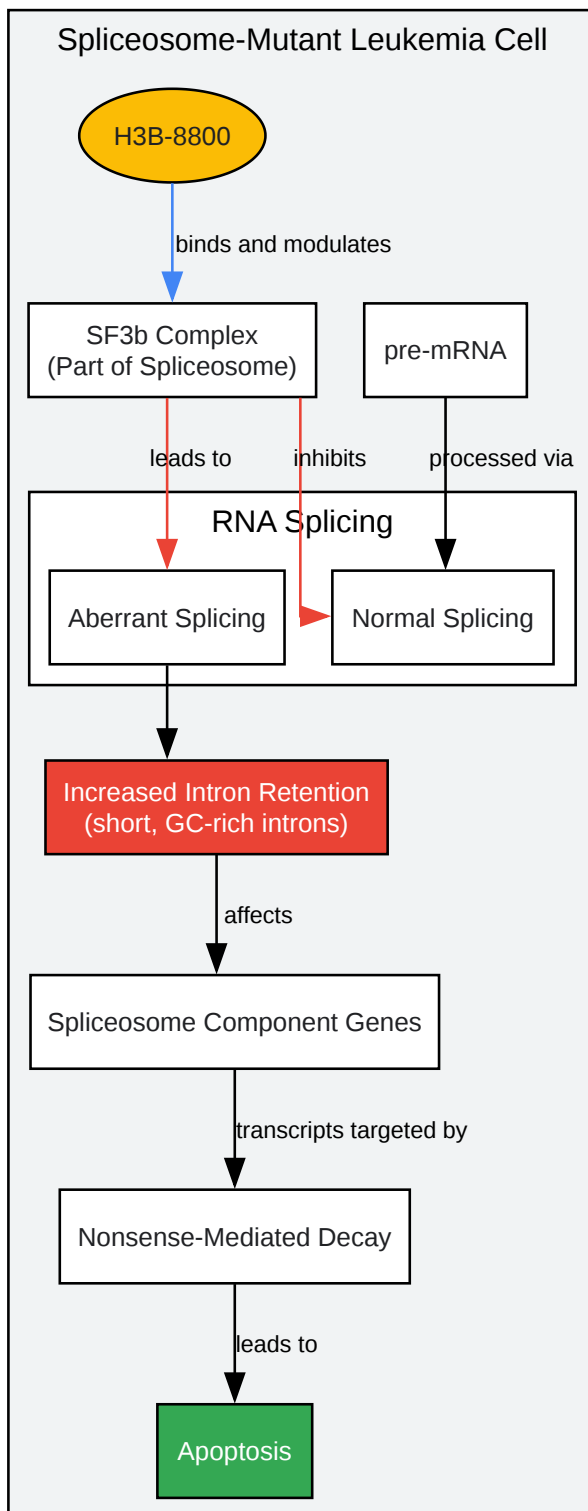 Spliceosome-Mutant Leukemia Cell
H3B-8800
binds and modulates
SF3b Complex
(Part of Spliceosome)
pre-mRNA
leads to
inhibits
processed via
RNA Splicing
Aberrant Splicing
Normal Splicing
Increased Intron Retention
(short, GC-rich introns)
affects
Spliceosome Component Genes
transcripts targeted by
Nonsense-Mediated Decay
leads to
Apoptosis